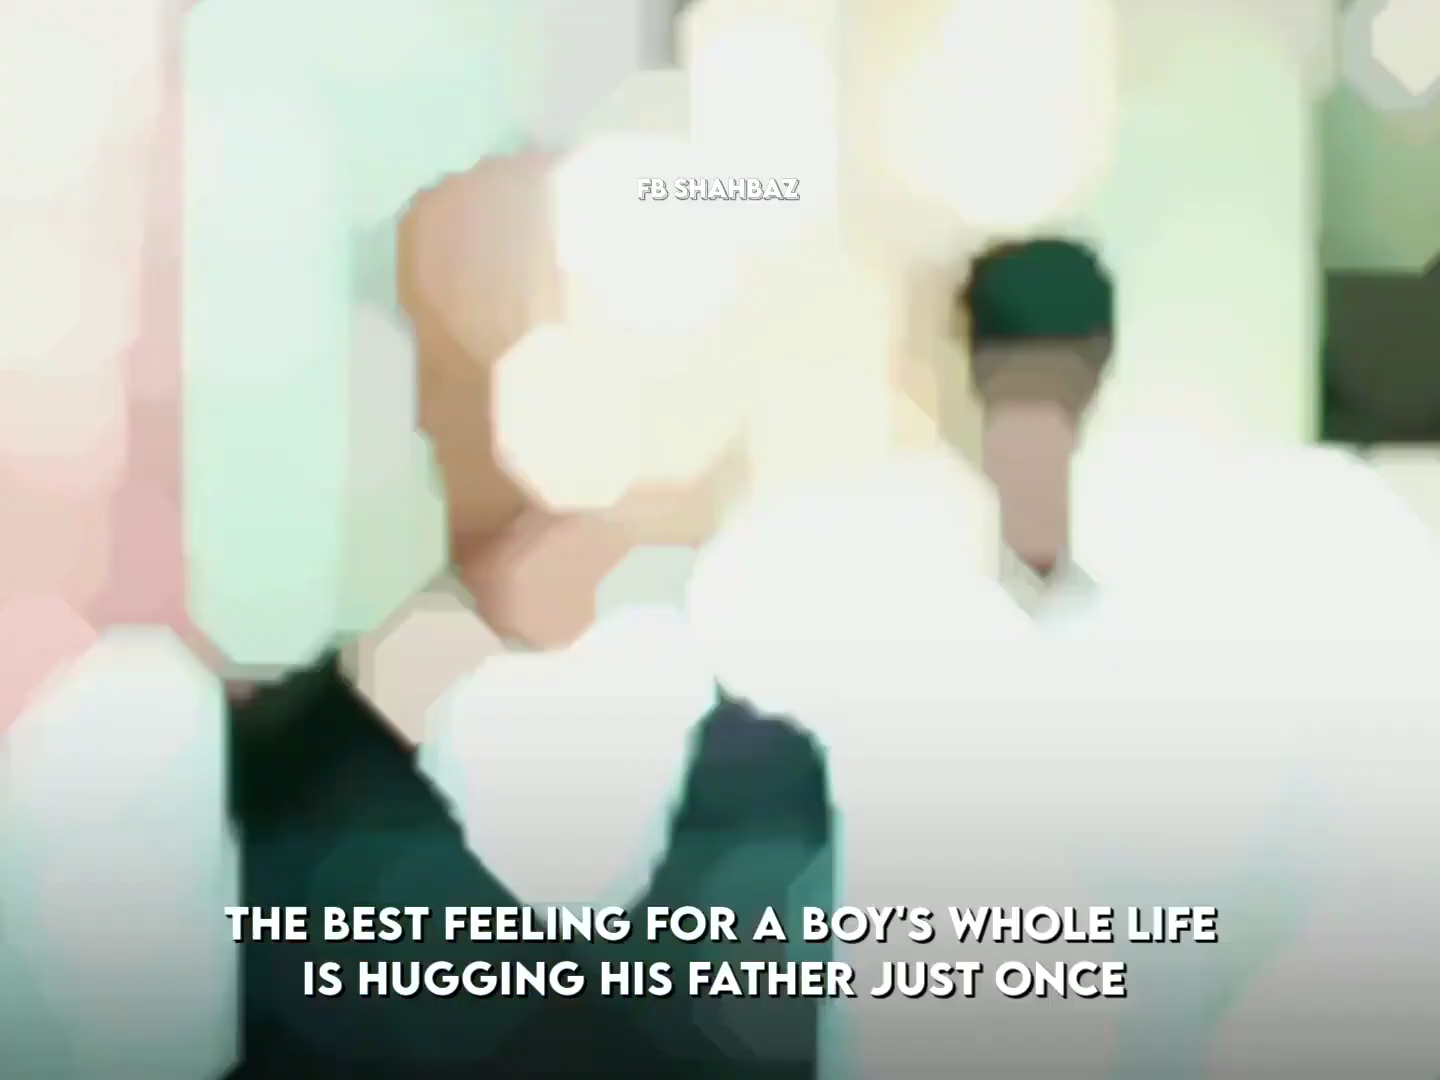 FB SHAHBAZ
THE BEST FEELING FOR A BOY'S WHOLE LIFE
IS HUGGING HIS FATHER JUST ONCE